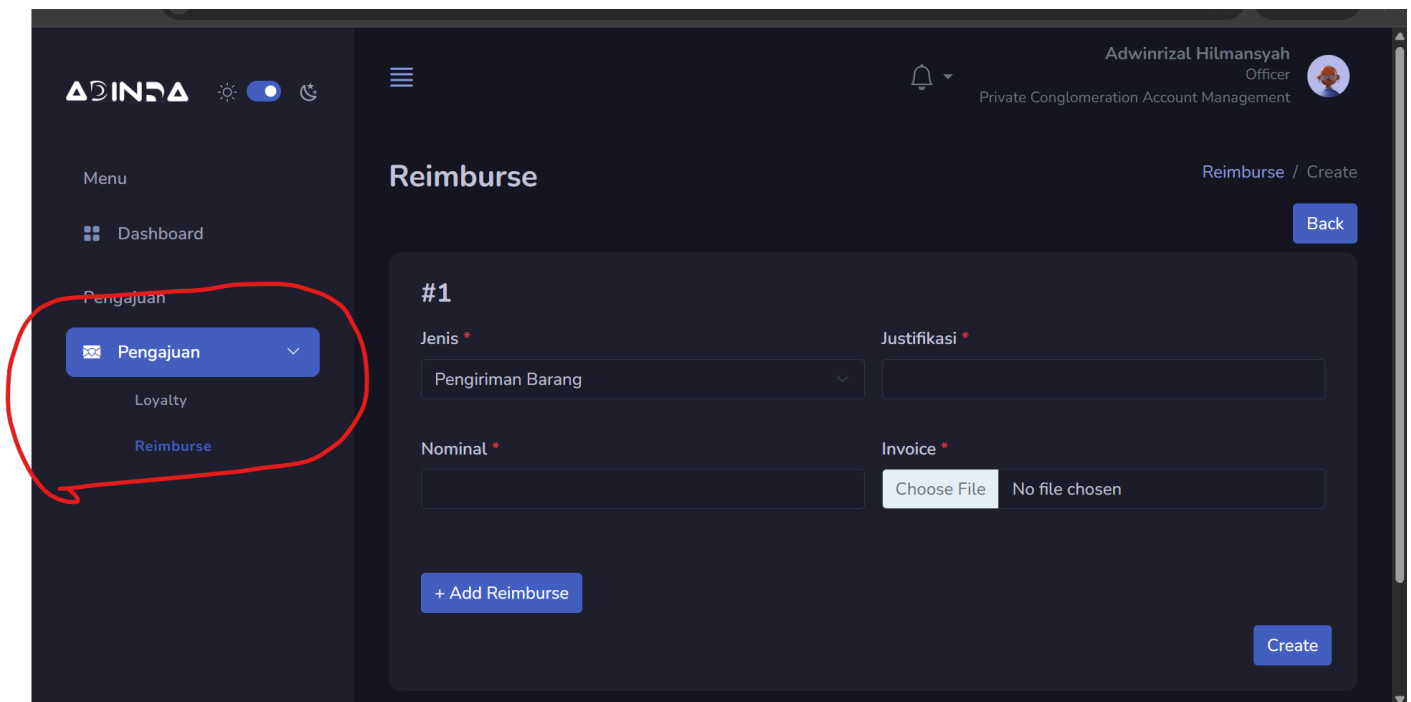 ADINDA
Adwinrizal Hilmansyah
Officer
Private Conglomeration Account Management
Menu
Dashboard
Pengajuan
Pengajuan
Loyalty
Reimburse
Reimburse
Reimburse / Create
Back
#1
Jenis *
Justifikasi *
Pengiriman Barang
Nominal *
Invoice *
Choose File No file chosen
+ Add Reimburse
Create